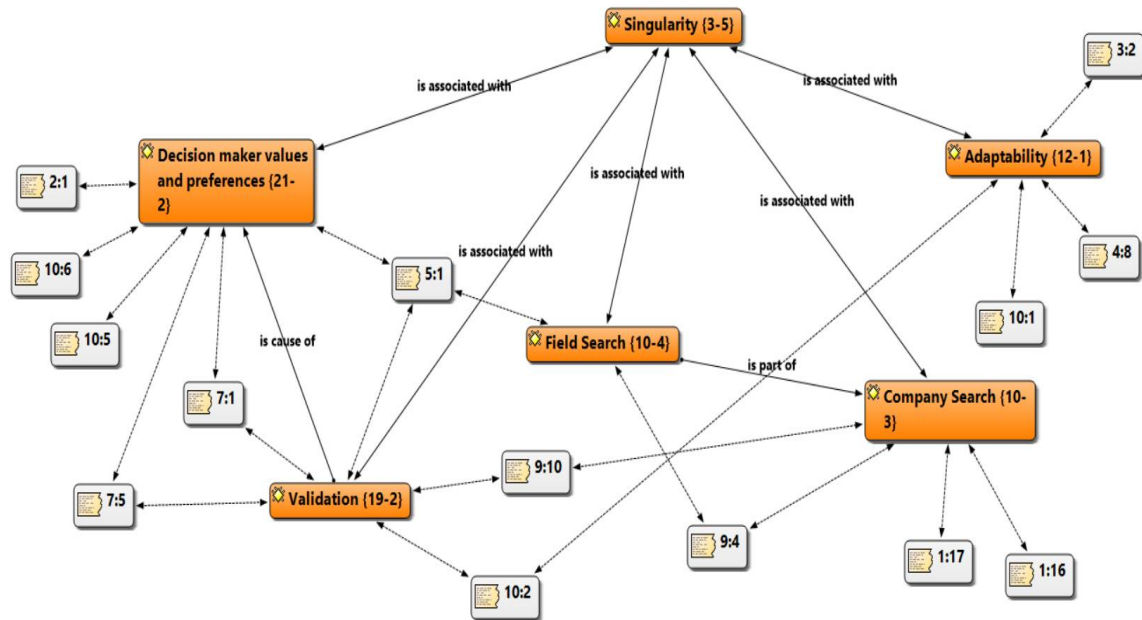 Singularity {3-5}
3:2
is associated with
is associated with
Decision maker values
and preferences {21-
2}
Adaptability {12-1}
2:1
is associated with
is associated with
is associated with
4:8
10:6
5:1
10:1
10:5
is cause of
Field Search {10-4}
is part of
7:1
Company Search {10-
3}
9:10
7:5
Validation {19-2}
9:4
1:17
1:16
10:2